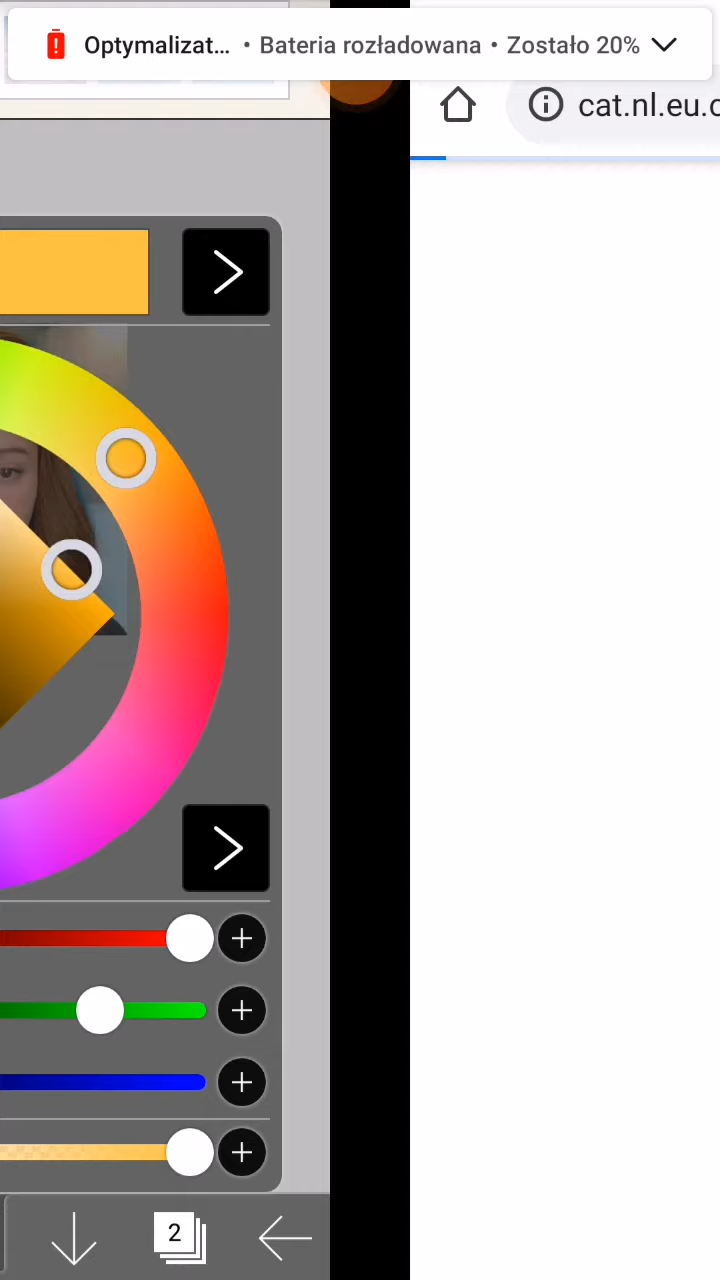 Optymalizat... • Bateria rozładowana • Zostało 20%
cat.nl.eu.
2